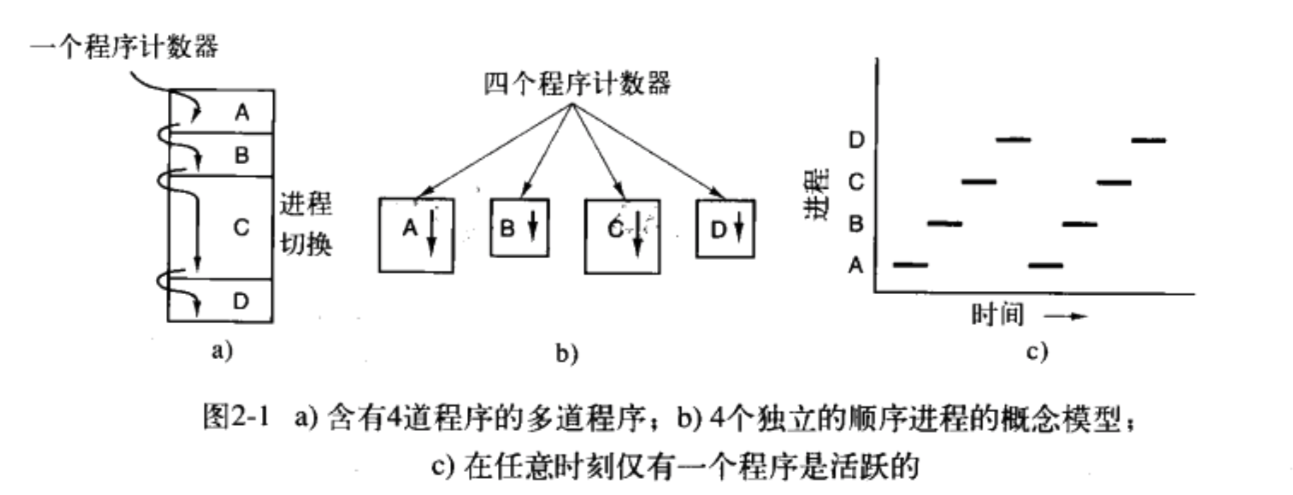 一个程序计数器
A
B
C
D
进程
切换
a)
四个程序计数器
A
B
C
D
b)
进程
D
C
B
A
时间
c)
图2-1 a) 含有4道程序的多道程序；b) 4个独立的顺序进程的概念模型；
c) 在任意时刻仅有一个程序是活跃的